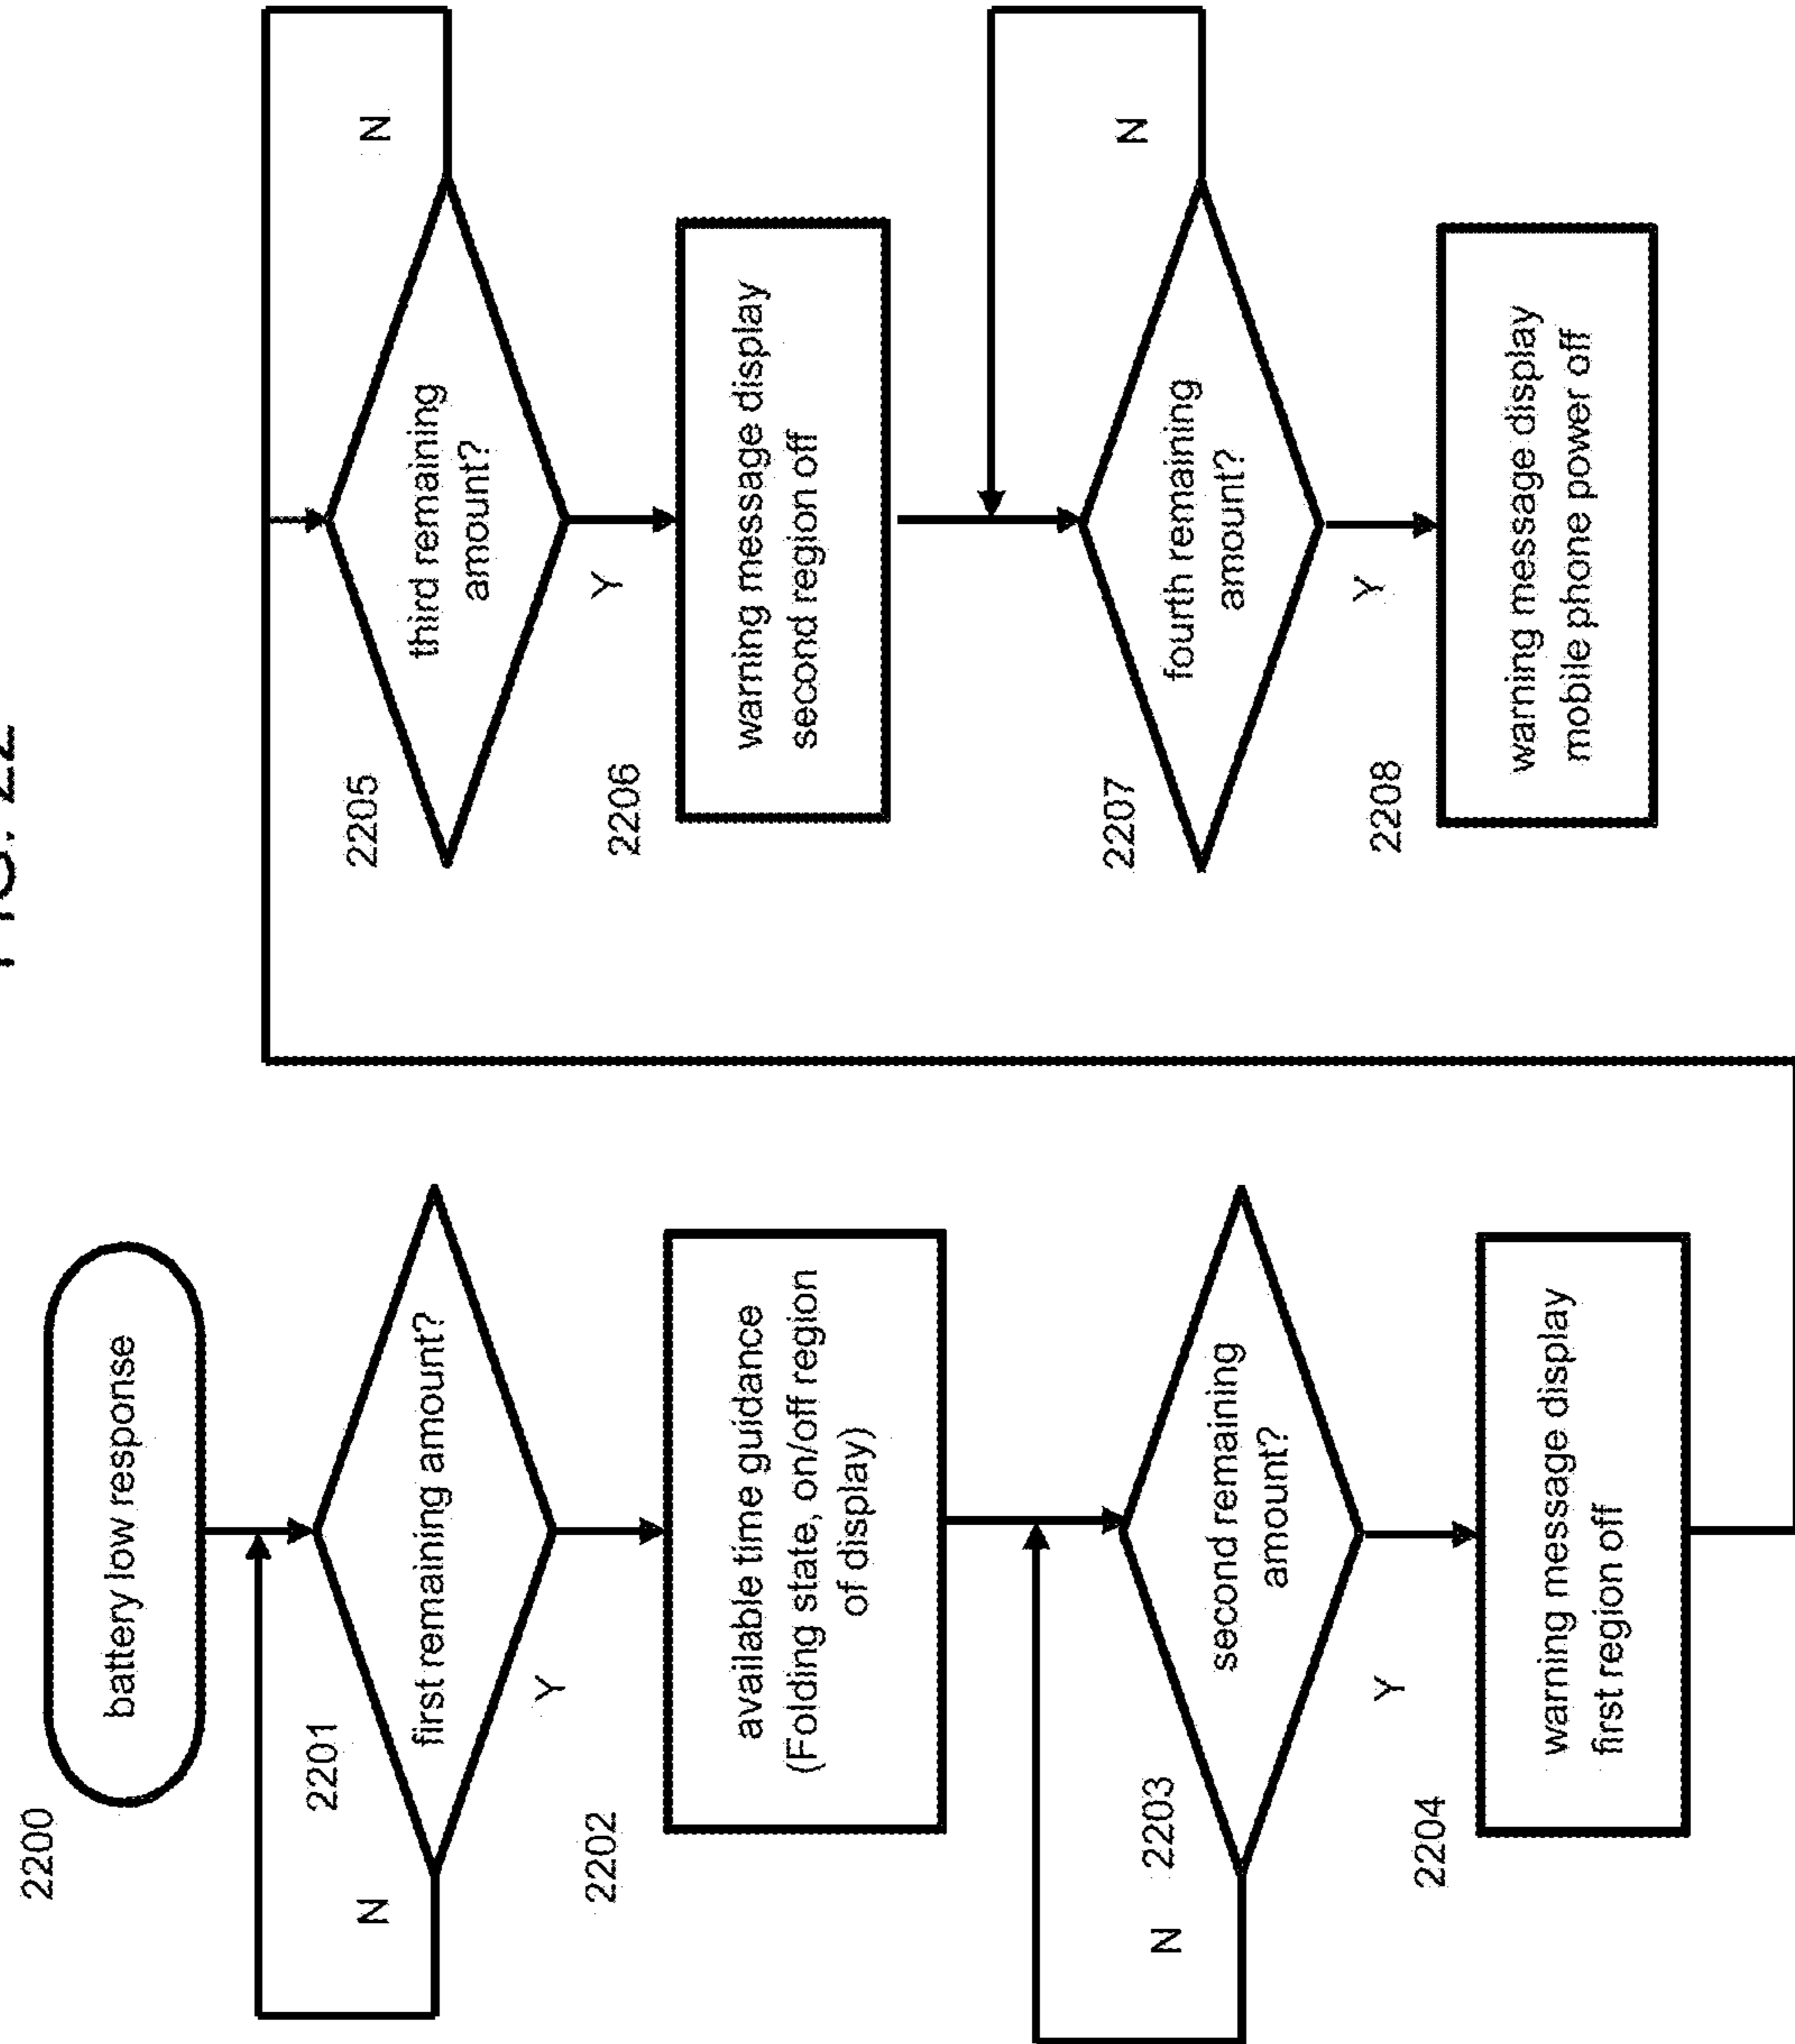 FIG. 22
2200
battery low response
2201
first remaining amount?
N
Y
2202
available time guidance
(Folding state, on/off region
of display)
2203
second remaining
amount?
N
Y
2204
warning message display
first region off
2205
third remaining
amount?
N
Y
2206
warning message display
second region off
2207
fourth remaining
amount?
N
Y
2208
warning message display
mobile phone power off